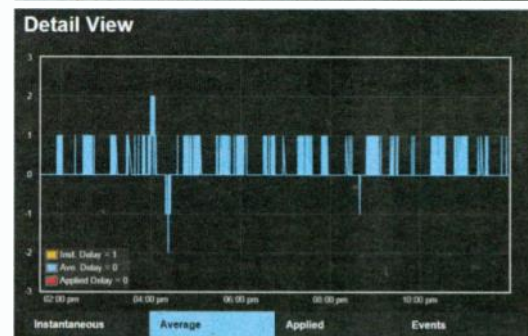 Detail View
3
2
1
0
-1
-2
-3
Inst. Delay = 1
Ave. Delay = 0
Applied Delay = 0
02:00 pm 04:00 pm 06:00 pm 08:00 pm 10:00 pm
Instantaneous Average Applied Events